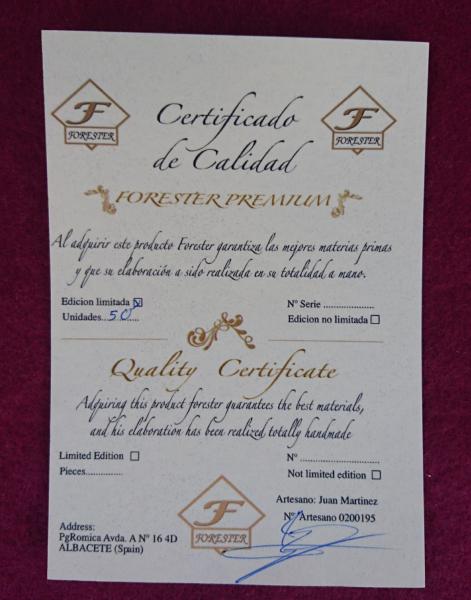 F
FORESTER
F
FORESTER
Certificado
de Calidad
FORESTER PREMIUM
Al adquirir este producto Forester garantiza las mejores materias primas
y que su elaboración a sido realizada en su totalidad a mano.
Edicion limitada ☒ Nº Serie ....................
Unidades..50.......... Edicion no limitada ☐
Quality Certificate
Adquiring this product forester guarantees the best materials,
and his elaboration has been realized totally handmade
Limited Edition ☐ Nº ..............................
Pieces.............. Not limited edition ☐
F
FORESTER
Artesano: Juan Martinez
Nº Artesano 0200195
Address:
PgRomica Avda. A Nº 16 4D
ALBACETE (Spain)